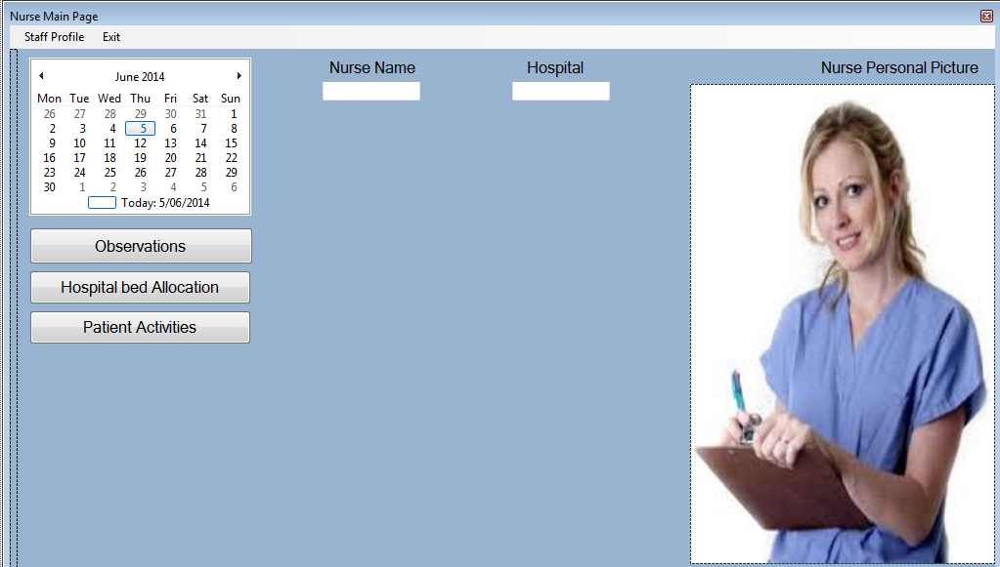 Nurse Main Page
Staff Profile Exit
June 2014
Mon Tue Wed Thu Fri Sat Sun
26 27 28 29 30 31 1
2 3 4 5 6 7 8
9 10 11 12 13 14 15
16 17 18 19 20 21 22
23 24 25 26 27 28 29
30 1 2 3 4 5 6
Today: 5/06/2014
Observations
Hospital bed Allocation
Patient Activities
Nurse Name
Hospital
Nurse Personal Picture